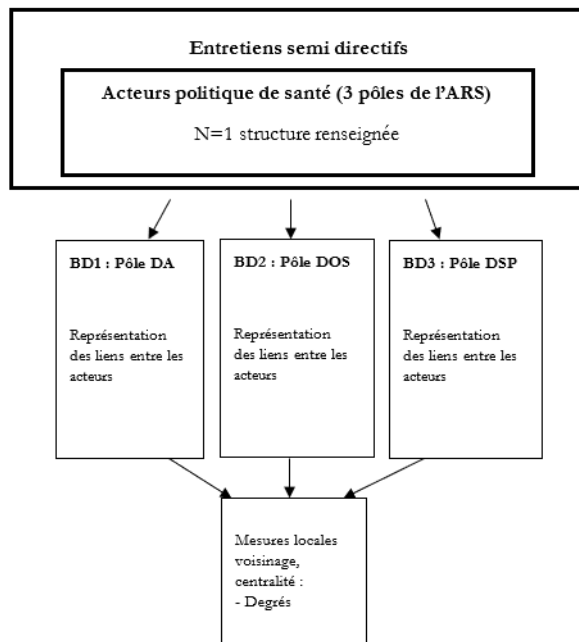 Entretiens semi directifs
Acteurs politique de santé (3 pôles de l'ARS)
N=1 structure renseignée
BD1 : Pôle DA
Représentation
des liens entre les
acteurs
BD2 : Pôle DOS
Représentation
des liens entre les
acteurs
BD3 : Pôle DSP
Représentation
des liens entre les
acteurs
Mesures locales
voisinage,
centralité :
- Degrés